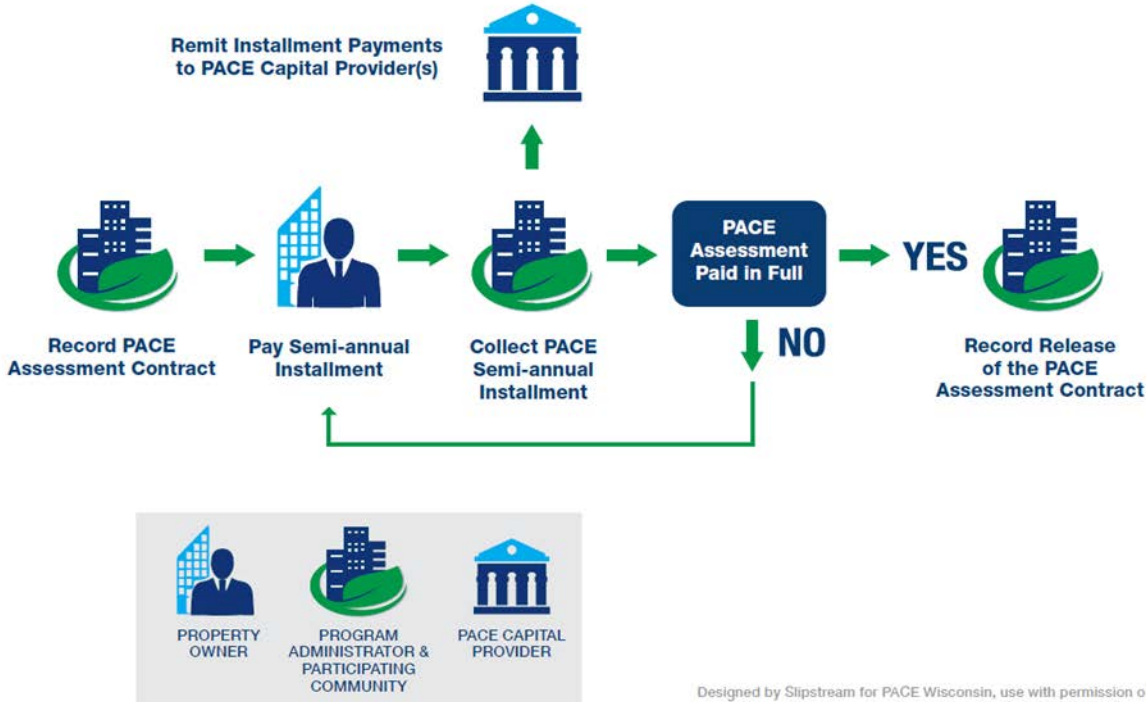 Remit Installment Payments
to PACE Capital Provider(s)
Record PACE
Assessment Contract
Pay Semi-annual
Installment
Collect PACE
Semi-annual
Installment
PACE
Assessment
Paid in Full
YES
NO
Record Release
of the PACE
Assessment Contract
PROPERTY
OWNER
PROGRAM
ADMINISTRATOR &
PARTICIPATING
COMMUNITY
PACE CAPITAL
PROVIDER
Designed by Slipstream for PACE Wisconsin, use with permission o